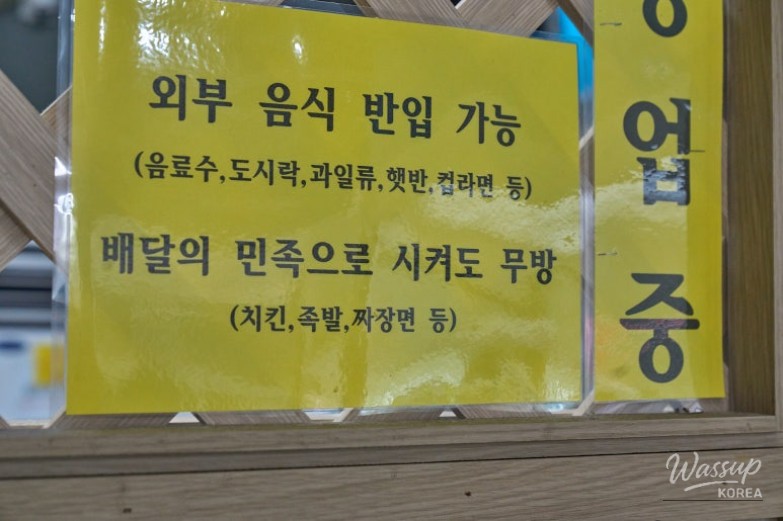 외부 음식 반입 가능
(음료수,도시락,과일류,햇반,컵라면 등)
배달의 민족으로 시켜도 무방
(치킨,족발,짜장면 등)
업
중
Wassup
KOREA